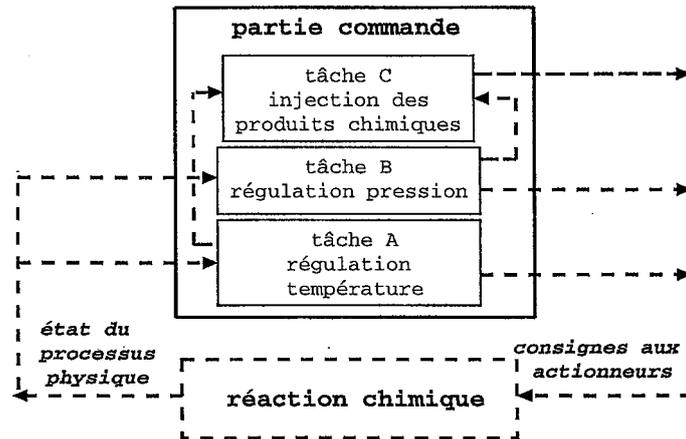 partie commande
tâche C
injection des
produits chimiques
tâche B
régulation pression
tâche A
régulation
température
état du
processus
physique
consignes aux
actionneurs
réaction chimique